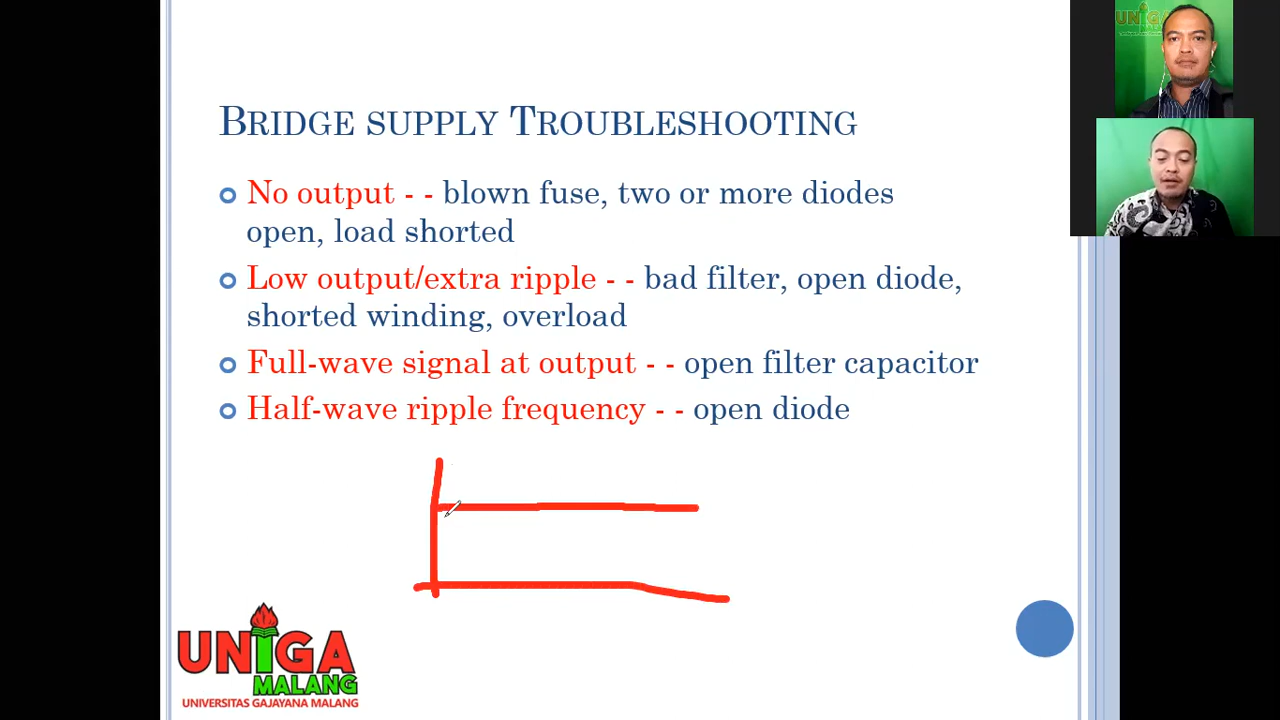 BRIDGE SUPPLY TROUBLESHOOTING
No output - - blown fuse, two or more diodes
open, load shorted
Low output/extra ripple - - bad filter, open diode,
shorted winding, overload
Full-wave signal at output - - open filter capacitor
Half-wave ripple frequency - - open diode
UNIGA
MALANG
UNIVERSITAS GAJAYANA MALANG
UNIGA